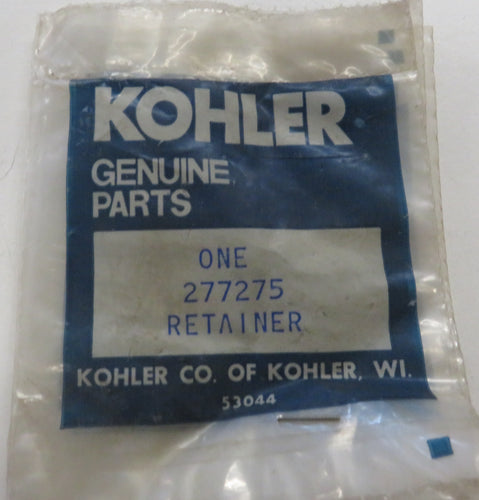 KOHLER
GENUINE
PARTS
ONE
277275
RETAINER
KOHLER CO. OF KOHLER, WI.
53044